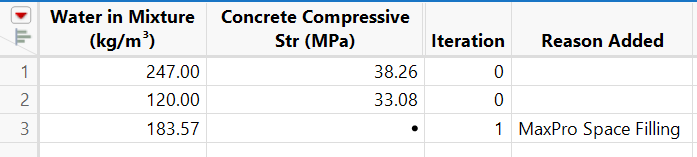 Water in Mixture (kg/m³) Concrete Compressive Str (MPa) Iteration Reason Added
1 247.00 38.26 0
2 120.00 33.08 0
3 183.57 • 1 MaxPro Space Filling